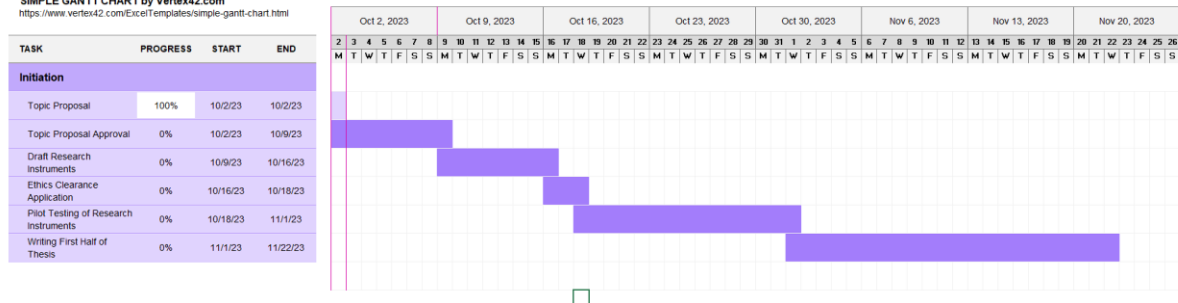 SIMPLE GANTT CHART by Vertex42.com
https://www.vertex42.com/ExcelTemplates/simple-gantt-chart.html
Oct 2, 2023 Oct 9, 2023 Oct 16, 2023 Oct 23, 2023 Oct 30, 2023 Nov 6, 2023 Nov 13, 2023 Nov 20, 2023
2 3 4 5 6 7 8 9 10 11 12 13 14 15 16 17 18 19 20 21 22 23 24 25 26 27 28 29 30 31 1 2 3 4 5 6 7 8 9 10 11 12 13 14 15 16 17 18 19 20 21 22 23 24 25 26
TASK PROGRESS START END
M T W T F S S M T W T F S S M T W T F S S M T W T F S S M T W T F S S M T W T F S S M T W T F S S M T W T F S S
Initiation
Topic Proposal 100% 10/2/23 10/2/23
Topic Proposal Approval 0% 10/2/23 10/9/23
Draft Research
Instruments 0% 10/9/23 10/16/23
Ethics Clearance
Application 0% 10/16/23 10/18/23
Pilot Testing of Research
Instruments 0% 10/18/23 11/1/23
Writing First Half of
Thesis 0% 11/1/23 11/22/23